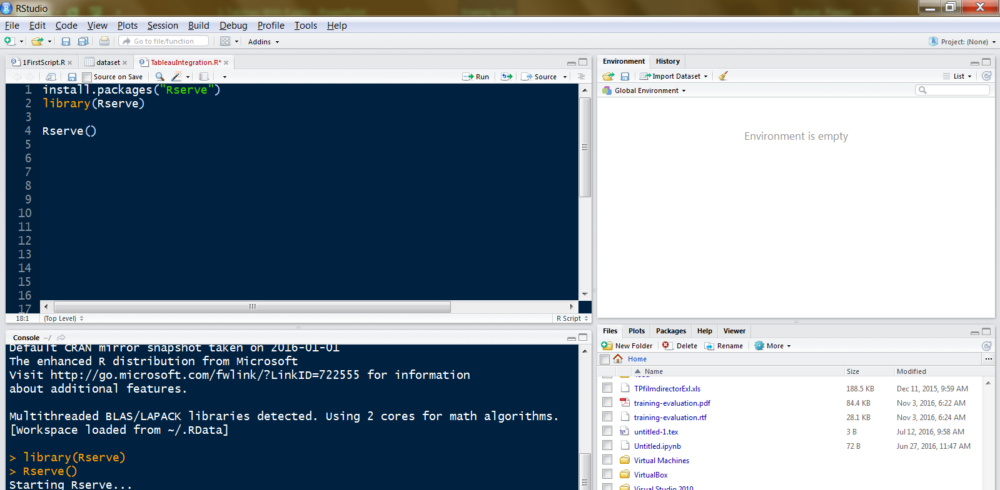 RStudio
File Edit Code View Plots Session Build Debug Profile Tools Help
Go to file/function Addins Project: (None)
1FirstScript.R dataset TableauIntegration.R*
Source on Save Run Source
1 install.packages("Rserve")
2 library(Rserve)
3
4 Rserve()
5
6
7
8
9
10
11
12
13
14
15
16
17
18:1 (Top Level) R Script
Console ~/
Default CRAN mirror snapshot taken on 2016-01-01
The enhanced R distribution from Microsoft
Visit http://go.microsoft.com/fwlink/?LinkID=722555 for information
about additional features.
Multithreaded BLAS/LAPACK libraries detected. Using 2 cores for math algorithms.
[Workspace loaded from ~/.RData]
> library(Rserve)
> Rserve()
Starting Rserve...
Environment History
Import Dataset List
Global Environment
Environment is empty
Files Plots Packages Help Viewer
New Folder Delete Rename More
Home ...
Name Size Modified
TPfilmdirectorExl.xls 188.5 KB Dec 11, 2015, 9:59 AM
training-evaluation.pdf 84.4 KB Nov 3, 2016, 6:22 AM
training-evaluation.rtf 28.1 KB Nov 3, 2016, 6:24 AM
untitled-1.tex 3 B Jul 12, 2016, 9:58 AM
Untitled.ipynb 72 B Jun 27, 2016, 11:47 AM
Virtual Machines
VirtualBox
Visual Studio 2010